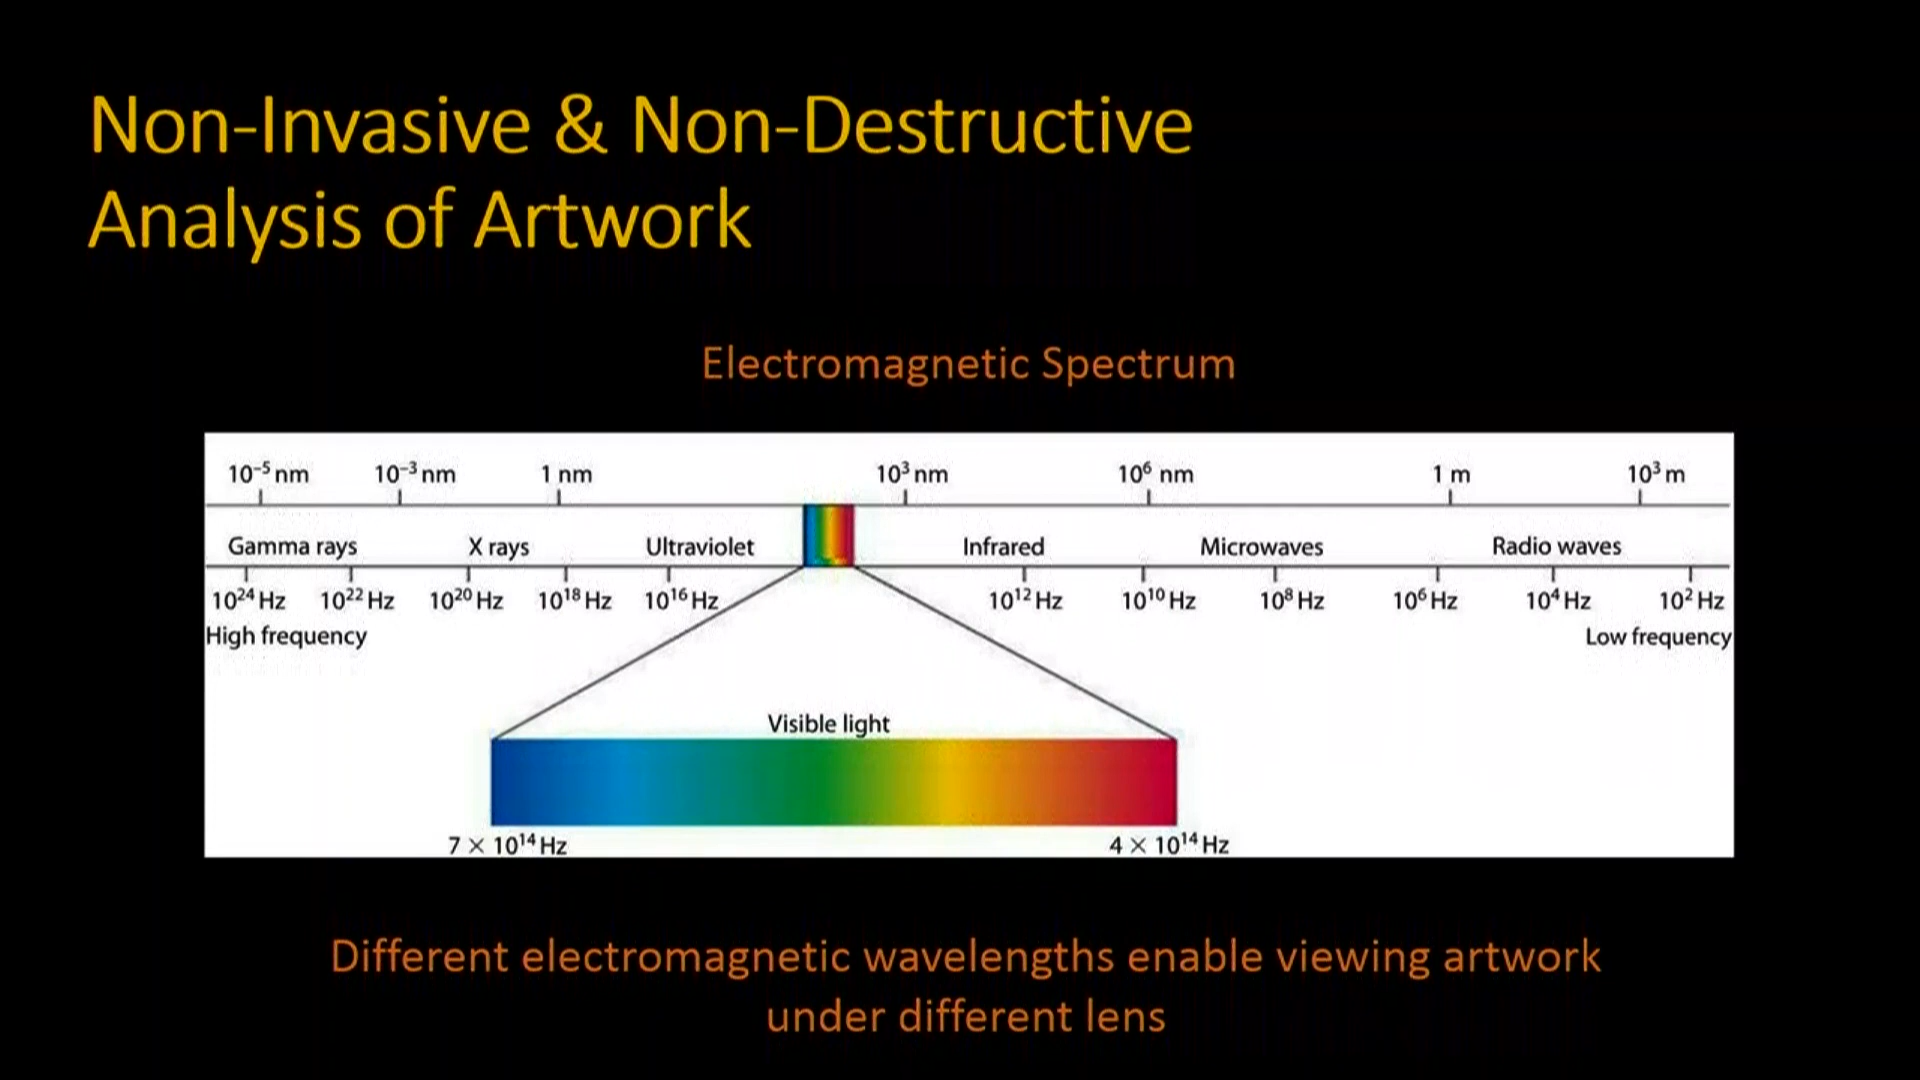 Non-Invasive & Non-Destructive
Analysis of Artwork
Electromagnetic Spectrum
10⁻⁵ nm 10⁻³ nm 1 nm 10³ nm 10⁶ nm 1 m 10³ m
Gamma rays X rays Ultraviolet Infrared Microwaves Radio waves
10²⁴ Hz 10²² Hz 10²⁰ Hz 10¹⁸ Hz 10¹⁶ Hz 10¹² Hz 10¹⁰ Hz 10⁸ Hz 10⁶ Hz 10⁴ Hz 10² Hz
High frequency Low frequency
Visible light
7 × 10¹⁴ Hz 4 × 10¹⁴ Hz
Different electromagnetic wavelengths enable viewing artwork
under different lens